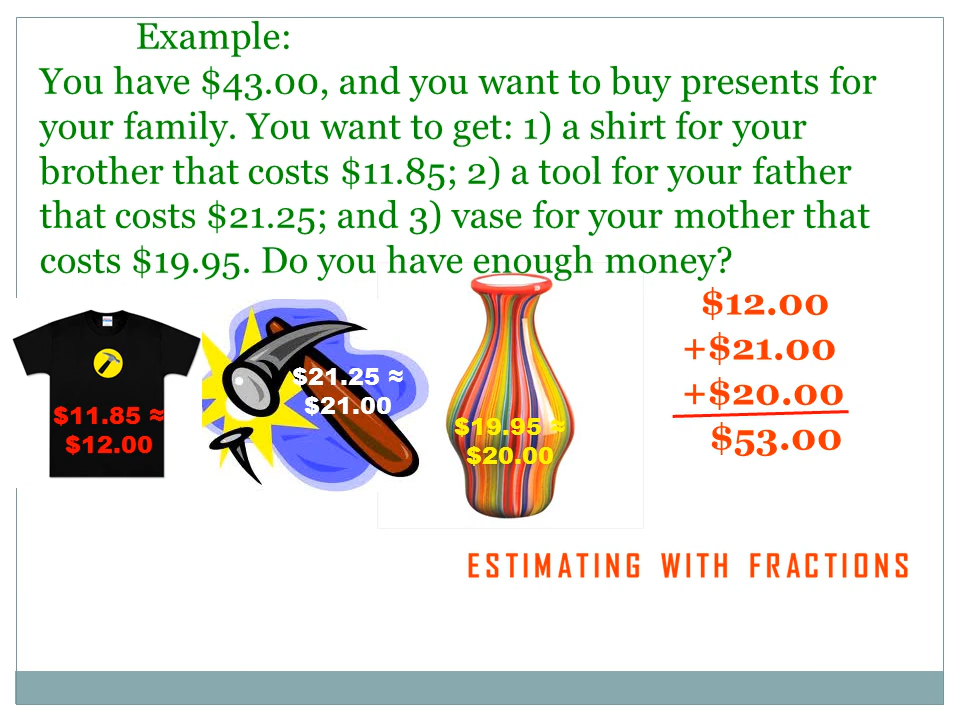 Example:
You have $43.00, and you want to buy presents for
your family. You want to get: 1) a shirt for your
brother that costs $11.85; 2) a tool for your father
that costs $21.25; and 3) vase for your mother that
costs $19.95. Do you have enough money?
$11.85 ≈
$12.00
$21.25 ≈
$21.00
$19.95 ≈
$20.00
$12.00
+$21.00
+$20.00
$53.00
ESTIMATING WITH FRACTIONS